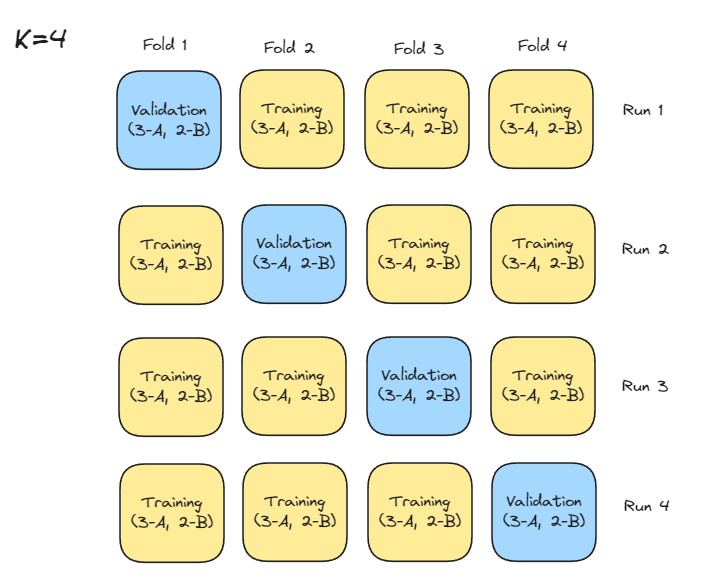 K=4
Fold 1
Fold 2
Fold 3
Fold 4
Validation
(3-A, 2-B)
Training
(3-A, 2-B)
Training
(3-A, 2-B)
Training
(3-A, 2-B)
Run 1
Training
(3-A, 2-B)
Validation
(3-A, 2-B)
Training
(3-A, 2-B)
Training
(3-A, 2-B)
Run 2
Training
(3-A, 2-B)
Training
(3-A, 2-B)
Validation
(3-A, 2-B)
Training
(3-A, 2-B)
Run 3
Training
(3-A, 2-B)
Training
(3-A, 2-B)
Training
(3-A, 2-B)
Validation
(3-A, 2-B)
Run 4